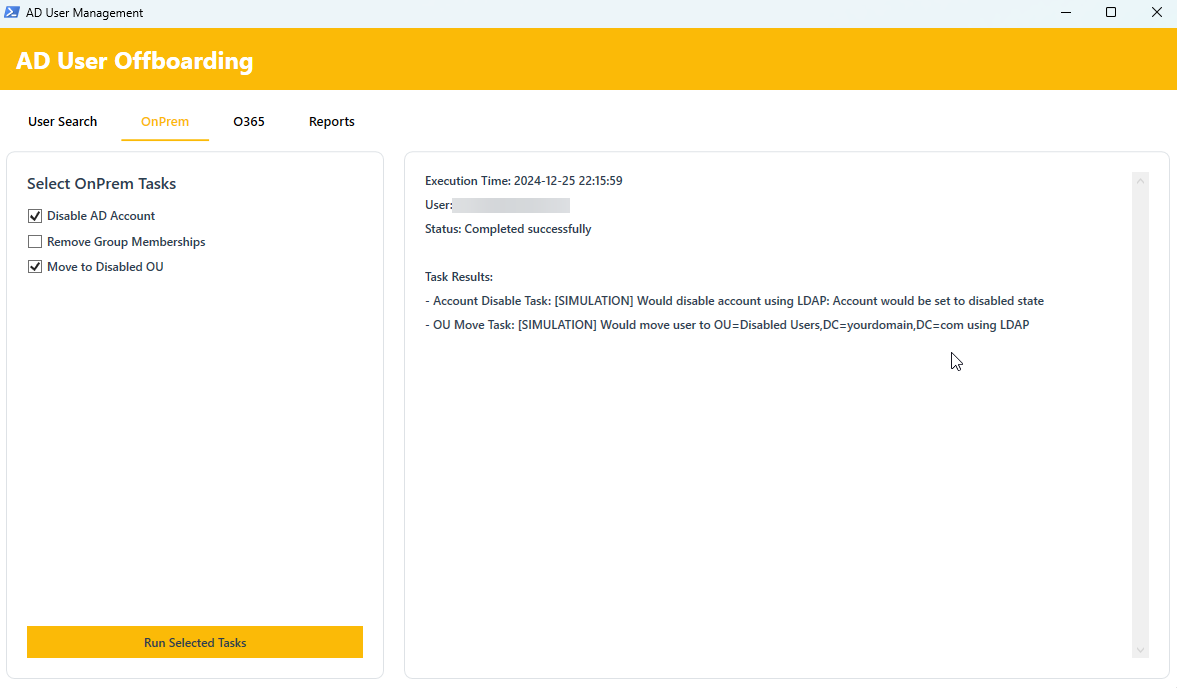 AD User Management
AD User Offboarding
User Search
OnPrem
O365
Reports
Select OnPrem Tasks
Disable AD Account
Remove Group Memberships
Move to Disabled OU
Run Selected Tasks
Execution Time: 2024-12-25 22:15:59
User:
Status: Completed successfully
Task Results:
- Account Disable Task: [SIMULATION] Would disable account using LDAP: Account would be set to disabled state
- OU Move Task: [SIMULATION] Would move user to OU=Disabled Users,DC=yourdomain,DC=com using LDAP